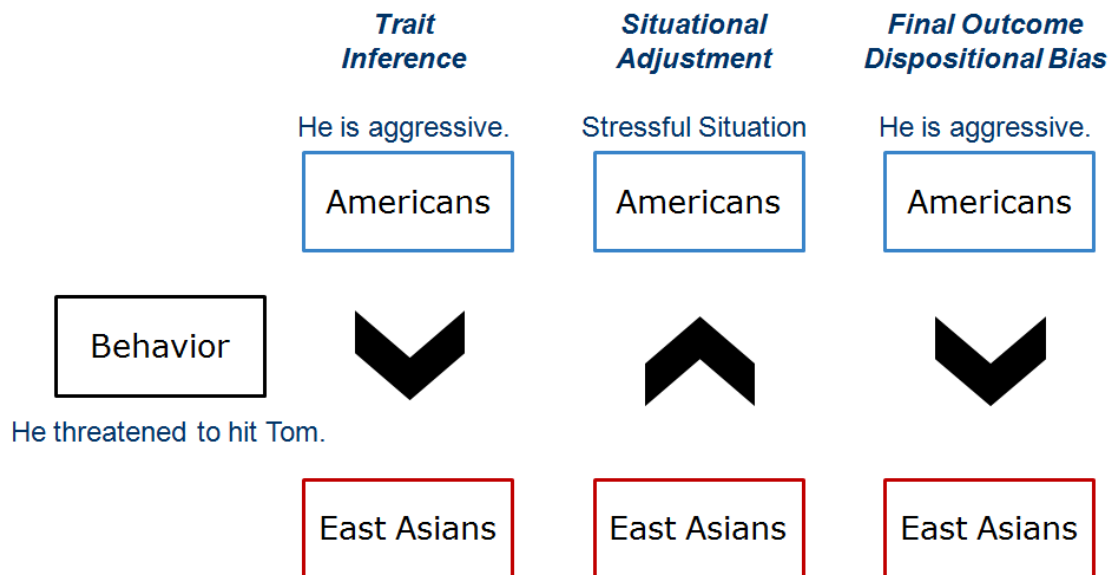 Trait
Inference
Situational
Adjustment
Final Outcome
Dispositional Bias
He is aggressive.
Stressful Situation
He is aggressive.
Americans
Americans
Americans
Behavior
He threatened to hit Tom.
East Asians
East Asians
East Asians